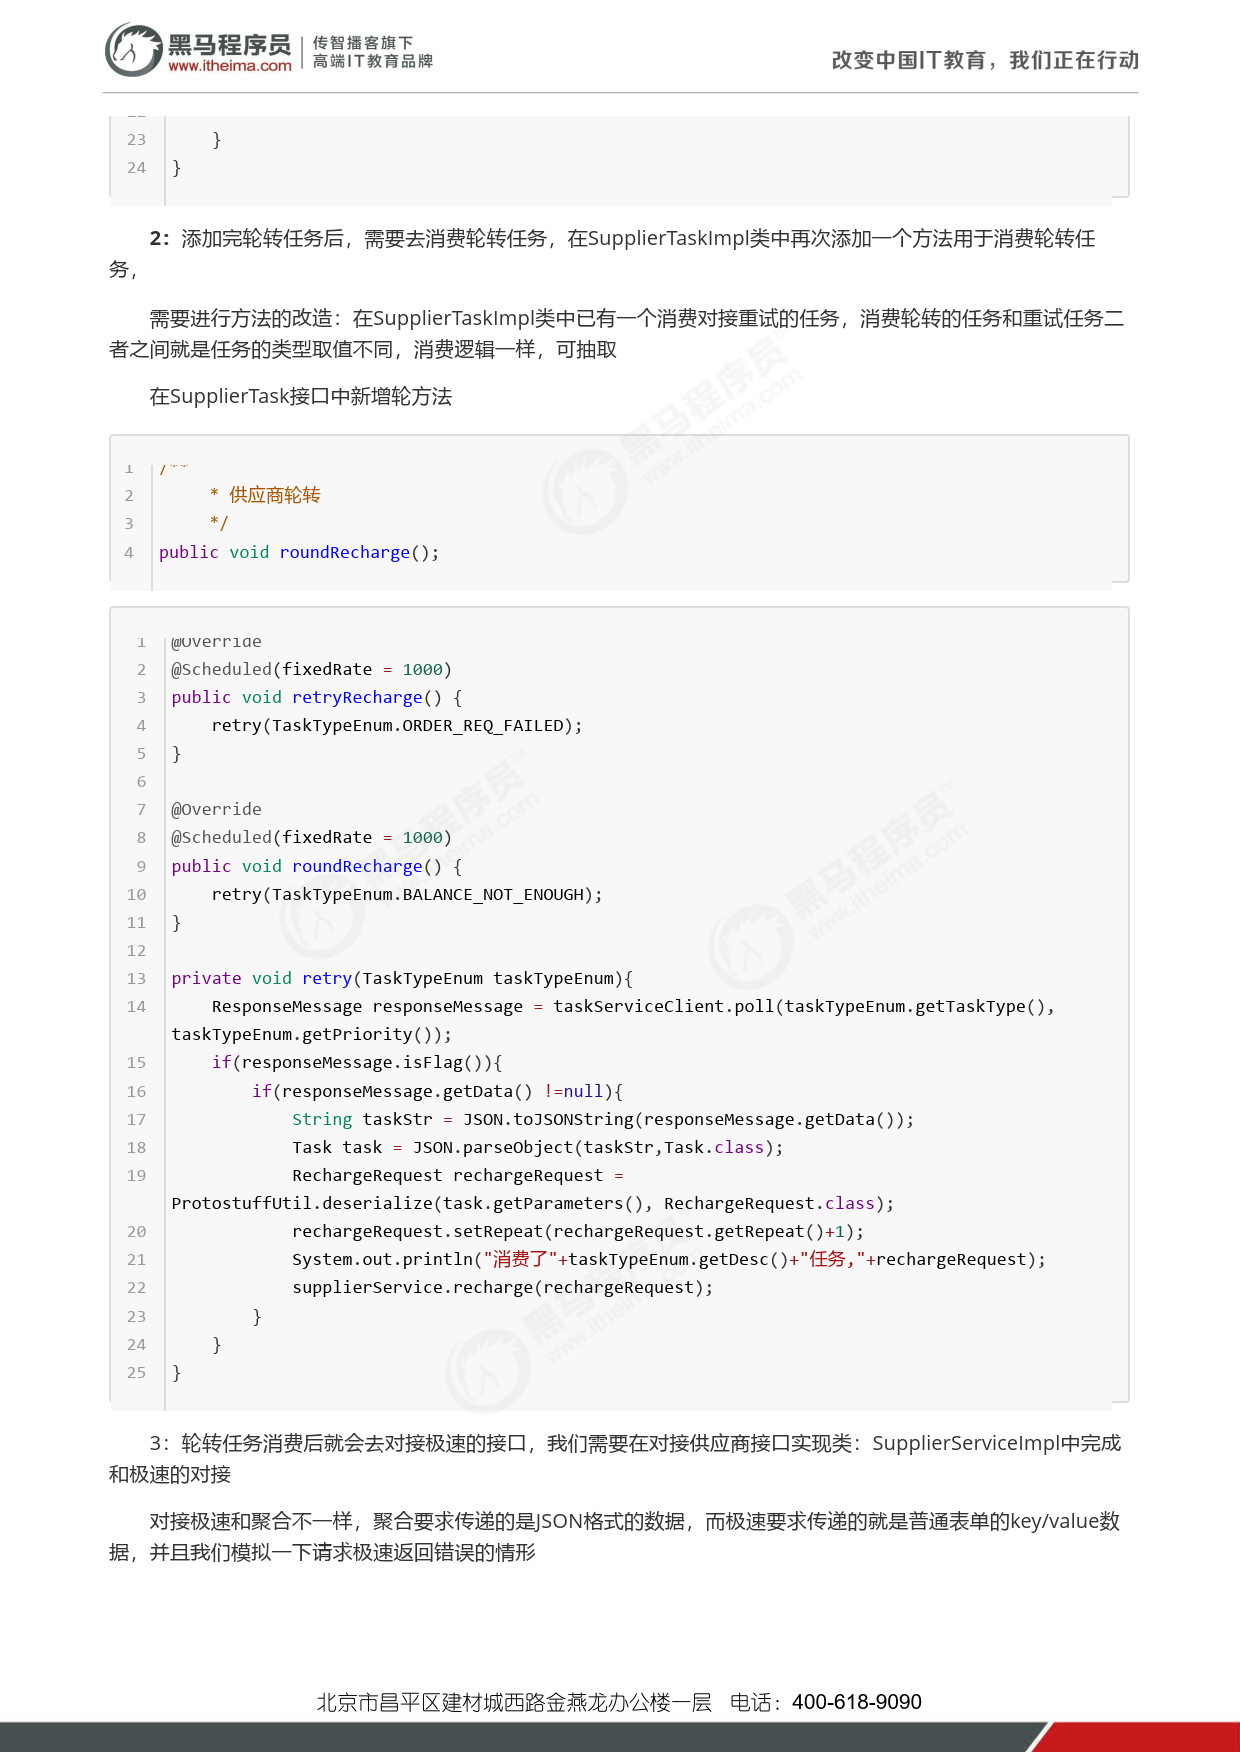 黑马程序员
www.itheima.com
传智播客旗下
高端IT教育品牌
改变中国IT教育，我们正在行动
23     }
24 }
2：添加完轮转任务后，需要去消费轮转任务，在SupplierTaskImpl类中再次添加一个方法用于消费轮转任
务，
需要进行方法的改造：在SupplierTaskImpl类中已有一个消费对接重试的任务，消费轮转的任务和重试任务二
者之间就是任务的类型取值不同，消费逻辑一样，可抽取
在SupplierTask接口中新增轮方法
1 /**
2      * 供应商轮转
3      */
4 public void roundRecharge();
1 @Override
2 @Scheduled(fixedRate = 1000)
3 public void retryRecharge() {
4     retry(TaskTypeEnum.ORDER_REQ_FAILED);
5 }
6
7 @Override
8 @Scheduled(fixedRate = 1000)
9 public void roundRecharge() {
10     retry(TaskTypeEnum.BALANCE_NOT_ENOUGH);
11 }
12
13 private void retry(TaskTypeEnum taskTypeEnum){
14     ResponseMessage responseMessage = taskServiceClient.poll(taskTypeEnum.getTaskType(),
taskTypeEnum.getPriority());
15     if(responseMessage.isFlag()){
16         if(responseMessage.getData() !=null){
17             String taskStr = JSON.toJSONString(responseMessage.getData());
18             Task task = JSON.parseObject(taskStr,Task.class);
19             RechargeRequest rechargeRequest =
ProtostuffUtil.deserialize(task.getParameters(), RechargeRequest.class);
20             rechargeRequest.setRepeat(rechargeRequest.getRepeat()+1);
21             System.out.println("消费了"+taskTypeEnum.getDesc()+"任务,"+rechargeRequest);
22             supplierService.recharge(rechargeRequest);
23         }
24     }
25 }
3：轮转任务消费后就会去对接极速的接口，我们需要在对接供应商接口实现类：SupplierServiceImpl中完成
和极速的对接
对接极速和聚合不一样，聚合要求传递的是JSON格式的数据，而极速要求传递的就是普通表单的key/value数
据，并且我们模拟一下请求极速返回错误的情形
北京市昌平区建材城西路金燕龙办公楼一层 电话：400-618-9090